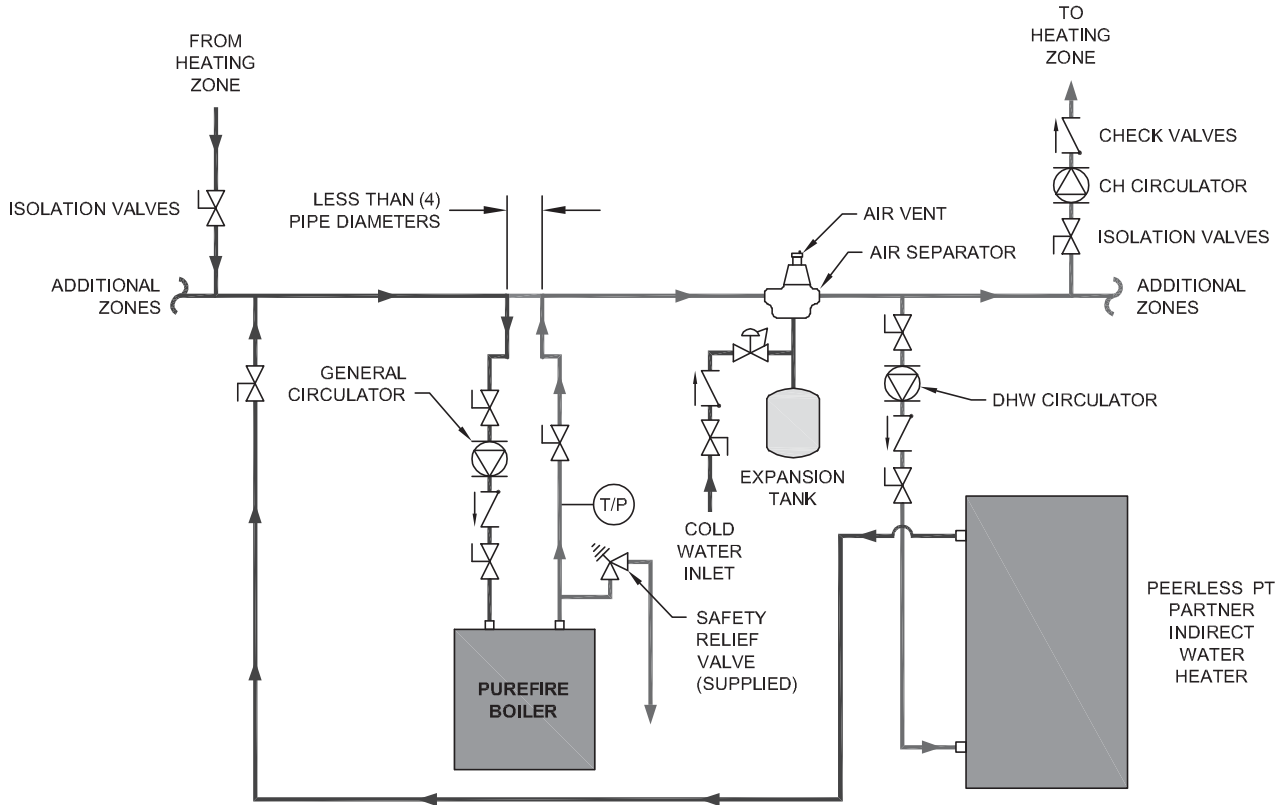 FROM
HEATING
ZONE
TO
HEATING
ZONE
CHECK VALVES
CH CIRCULATOR
ISOLATION VALVES
ISOLATION VALVES
LESS THAN (4)
PIPE DIAMETERS
AIR VENT
AIR SEPARATOR
ADDITIONAL
ZONES
ADDITIONAL
ZONES
GENERAL
CIRCULATOR
DHW CIRCULATOR
EXPANSION
TANK
T/P
COLD
WATER
INLET
SAFETY
RELIEF
VALVE
(SUPPLIED)
PUREFIRE
BOILER
PEERLESS PT
PARTNER
INDIRECT
WATER
HEATER